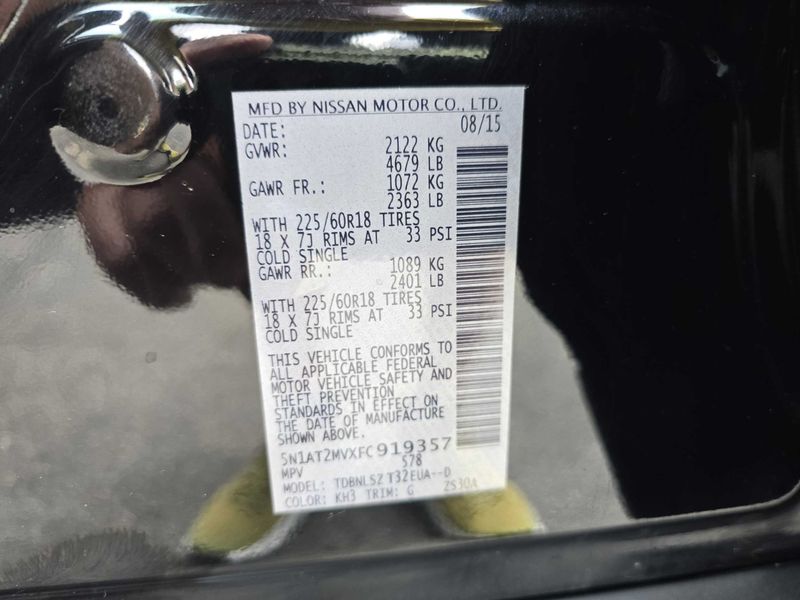 MFD BY NISSAN MOTOR CO., LTD.
DATE: 08/15
GVWR: 2122 KG
4679 LB
GAWR FR.: 1072 KG
2363 LB
WITH 225/60R18 TIRES
18 X 7J RIMS AT 33 PSI
COLD SINGLE
GAWR RR.: 1089 KG
2401 LB
WITH 225/60R18 TIRES
18 X 7J RIMS AT 33 PSI
COLD SINGLE
THIS VEHICLE CONFORMS TO
ALL APPLICABLE FEDERAL
MOTOR VEHICLE SAFETY AND
THEFT PREVENTION
STANDARDS IN EFFECT ON
THE DATE OF MANUFACTURE
SHOWN ABOVE.
5N1AT2MVXFC919357
MPV S78
MODEL: TDBNLS2 T32EUA--D
COLOR: KH3 TRIM: G 2S30A